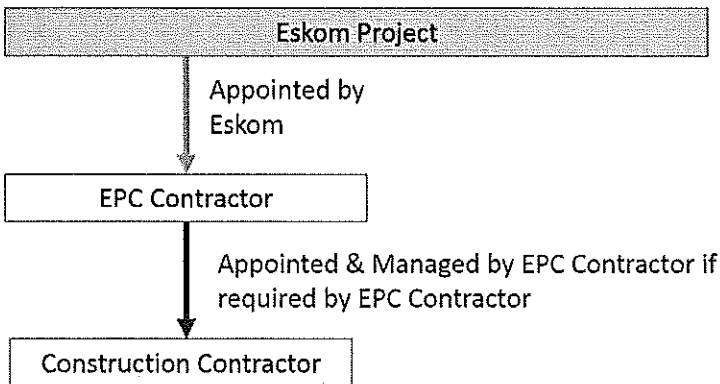 Eskom Project
Appointed by
Eskom
EPC Contractor
Appointed & Managed by EPC Contractor if
required by EPC Contractor
Construction Contractor